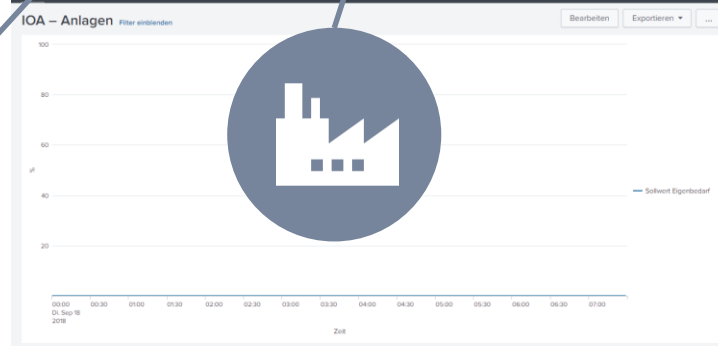 IOA – Anlagen Filter einblenden
Bearbeiten Exportieren ...
100
80
60
%
40
Sollwert Eigenbedarf
20
00:00 00:30 01:00 01:30 02:00 02:30 03:00 03:30 04:00 04:30 05:00 05:30 06:00 06:30 07:00
Di. Sep 18
2018
Zeit